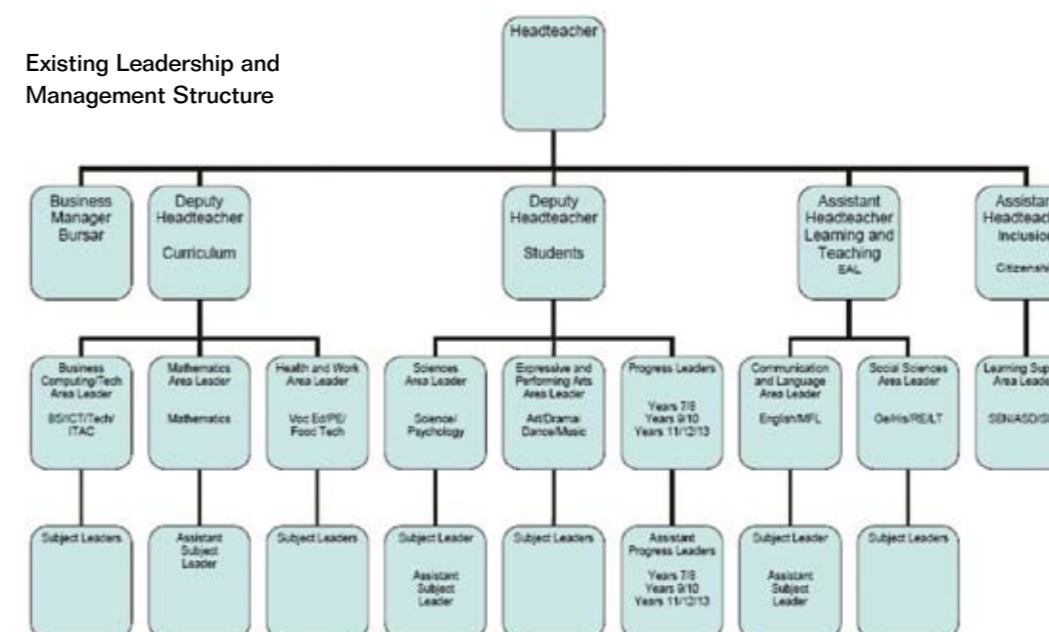 Existing Leadership and
Management Structure
Headteacher
Business
Manager
Bursar
Deputy
Headteacher
Curriculum
Deputy
Headteacher
Students
Assistant
Headteacher
Learning and
Teaching
EAL
Business
Computing/Tech
Area Leader
BS/ICT/Tech/
ITAC
Mathematics
Area Leader
Mathematics
Health and Work
Area Leader
Voc Ed/PE/
Food Tech
Sciences
Area Leader
Science/
Psychology
Expressive and
Performing Arts
Area Leader
Art/Drama/
Dance/Music
Progress Leaders
Years 7/8
Years 9/10
Years 11/12/13
Communication
and Language
Area Leader
English/MFL
Social Sciences
Area Leader
Ge/His/RE/LT
Learning
Subject Leaders
Assistant
Subject
Leader
Subject Leaders
Subject Leader
Assistant
Subject
Leader
Subject Leaders
Assistant
Progress Leaders
Years 7/8
Years 9/10
Years 11/12/13
Subject Leader
Assistant
Subject
Leader
Subject Leaders